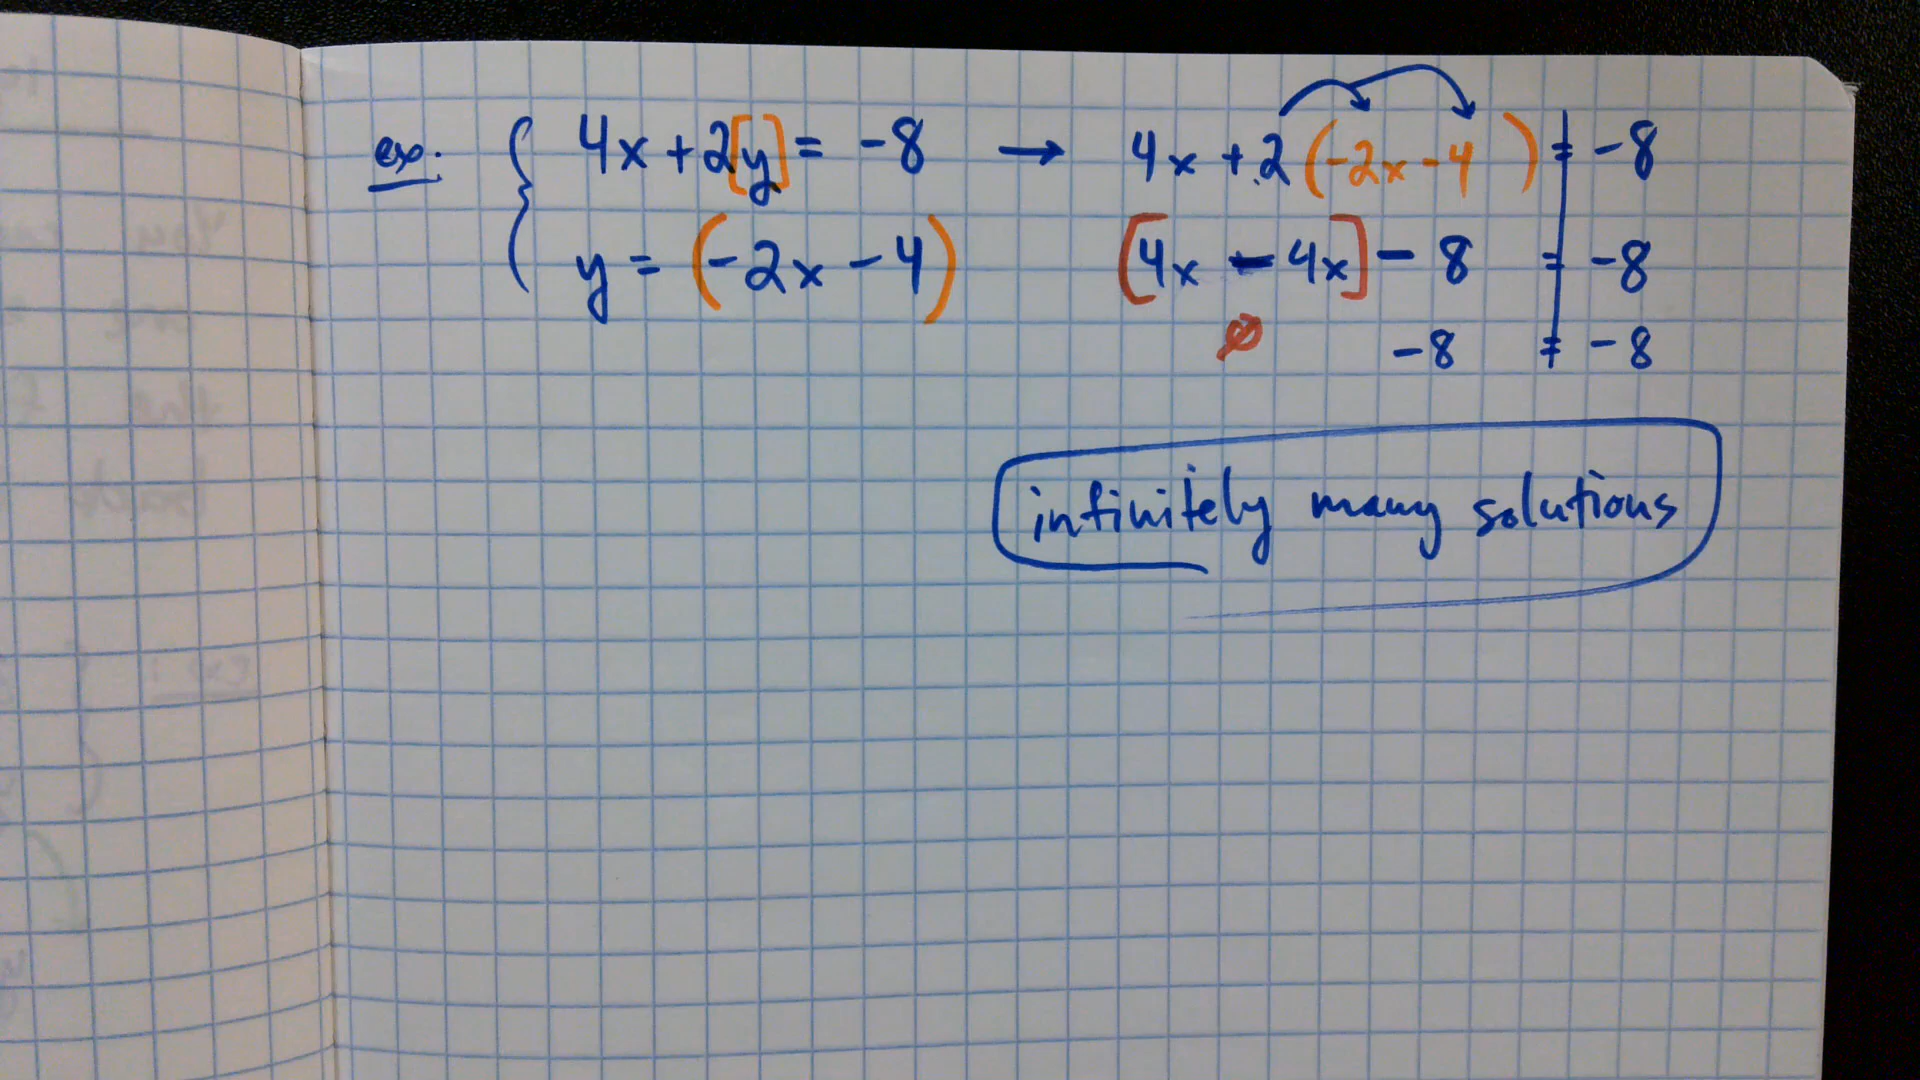 ex. { 4x + 2[y] = -8 → 4x + 2(-2x - 4) = -8
y = (-2x - 4) [4x - 4x] - 8 = -8
∅ -8 = -8
infinitely many solutions